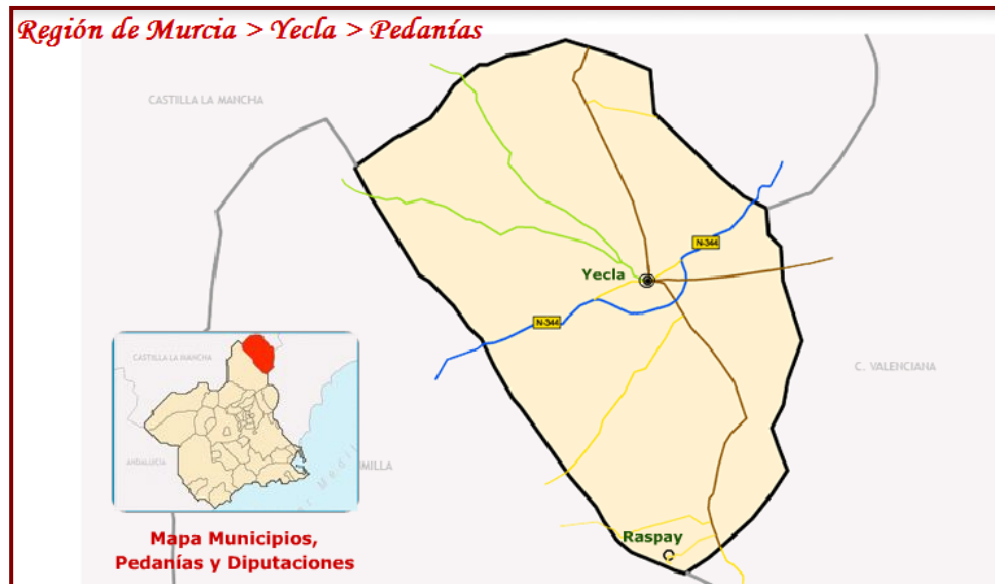 Región de Murcia > Yecla > Pedanías
CASTILLA LA MANCHA
N-344
Yecla
N-344
CASTILLA LA MANCHA
C. VALENCIANA
ANDALUCIA
MILLA
Raspay
Mapa Municipios,
Pedanías y Diputaciones